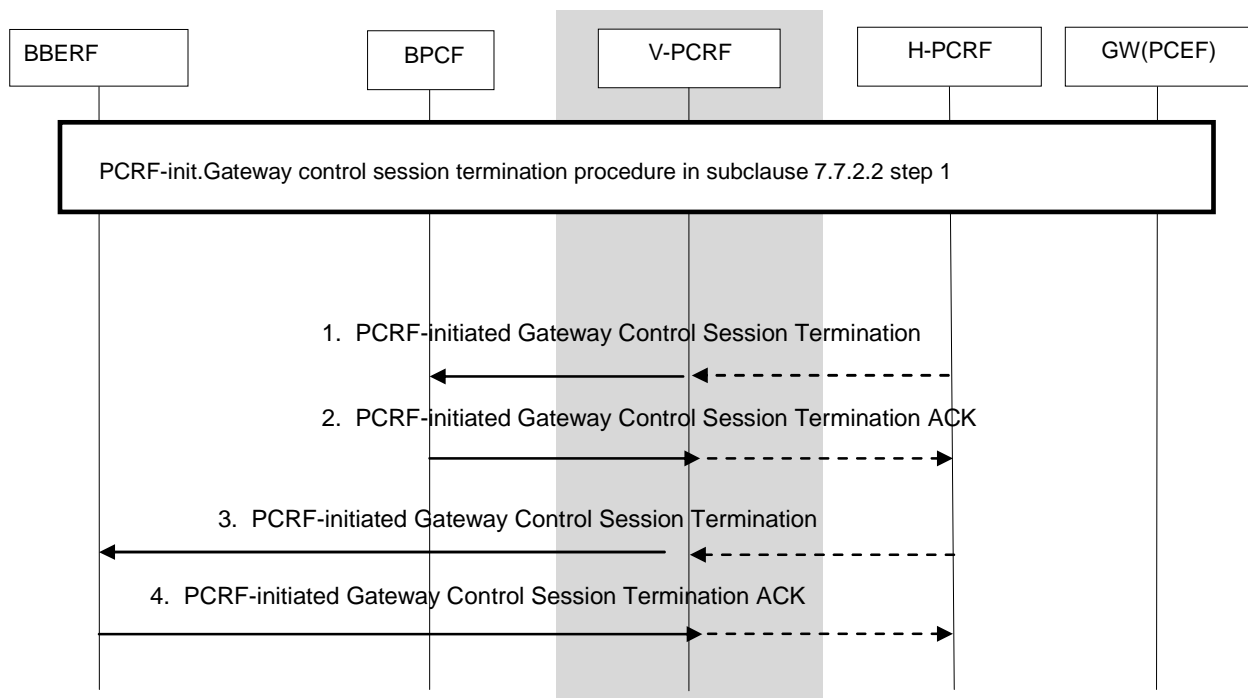 BBERF
BPCF
V-PCRF
H-PCRF
GW(PCEF)
PCRF-init.Gateway control session termination procedure in subclause 7.7.2.2 step 1
1. PCRF-initiated Gateway Control Session Termination
2. PCRF-initiated Gateway Control Session Termination ACK
3. PCRF-initiated Gateway Control Session Termination
4. PCRF-initiated Gateway Control Session Termination ACK